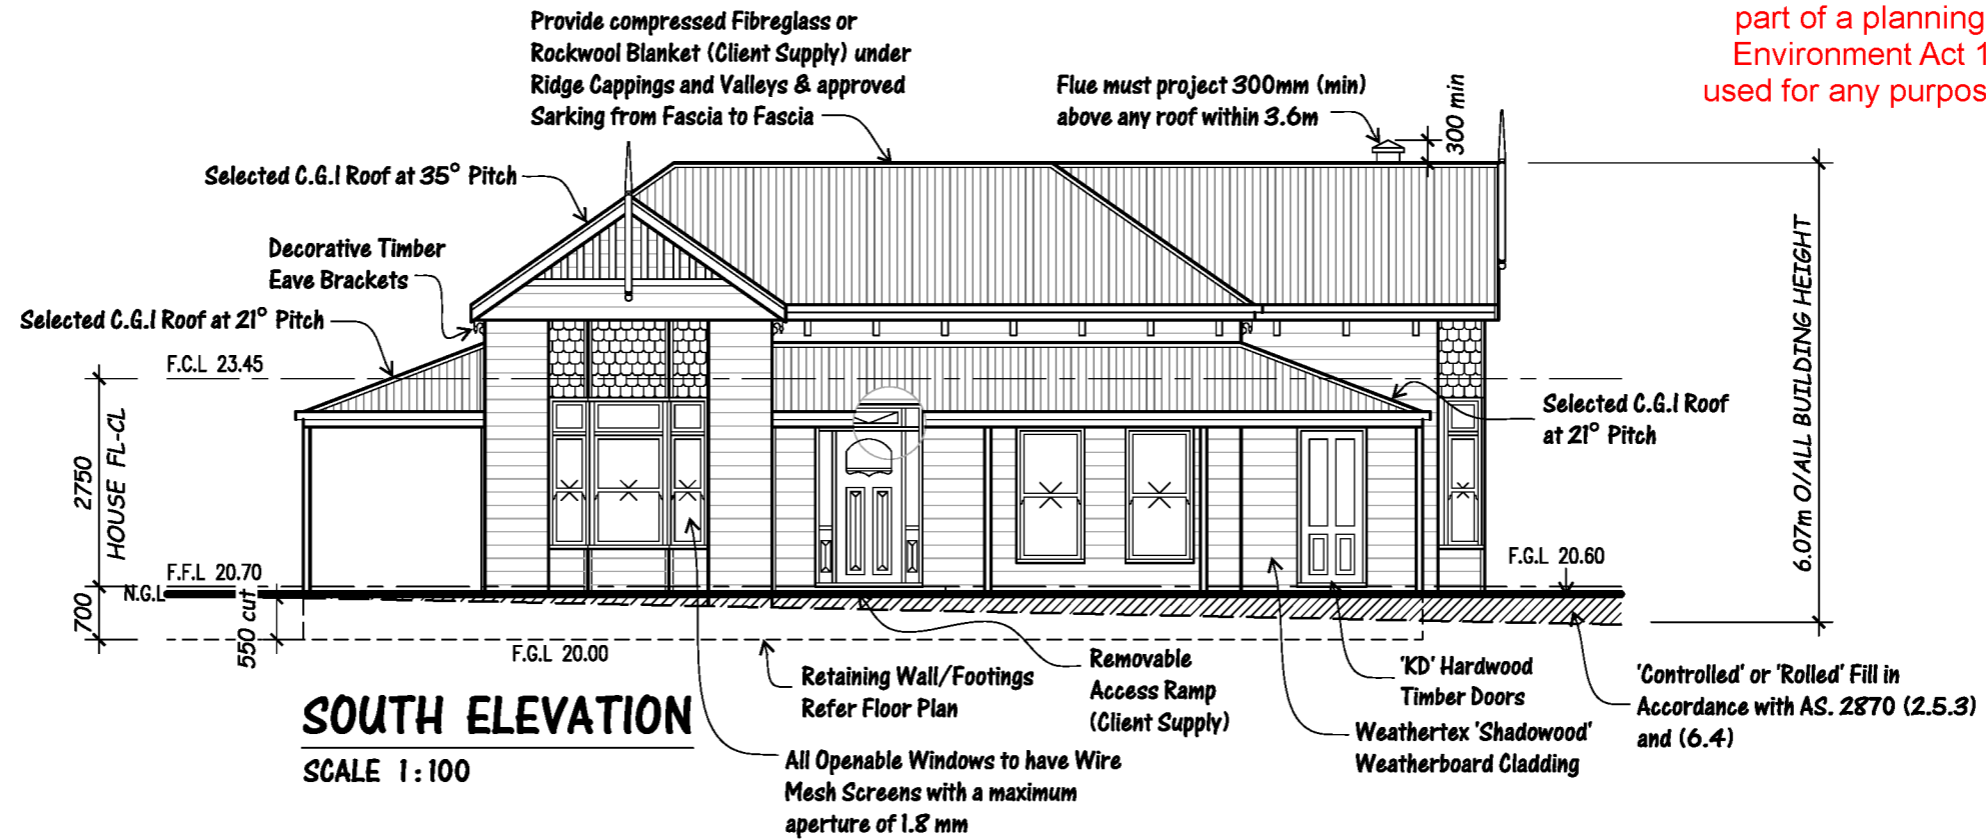 part of a planning
Environment Act 1
used for any purpos
Provide compressed Fibreglass or
Rockwool Blanket (Client Supply) under
Ridge Cappings and Valleys & approved
Sarking from Fascia to Fascia
Flue must project 300mm (min)
above any roof within 3.6m
300 min
Selected C.G.I Roof at 35° Pitch
Decorative Timber
Eave Brackets
Selected C.G.I Roof at 21° Pitch
F.C.L 23.45
2750
HOUSE FL-CL
Selected C.G.I Roof
at 21° Pitch
6.07m O/ALL BUILDING HEIGHT
F.G.L 20.60
F.F.L 20.70
N.G.L
700
550 cut
F.G.L 20.00
Retaining Wall/Footings
Refer Floor Plan
Removable
Access Ramp
(Client Supply)
'KD' Hardwood
Timber Doors
'Controlled' or 'Rolled' Fill in
Accordance with AS. 2870 (2.5.3)
and (6.4)
Weathertex 'Shadowood'
Weatherboard Cladding
SOUTH ELEVATION
SCALE 1:100
All Openable Windows to have Wire
Mesh Screens with a maximum
aperture of 1.8 mm